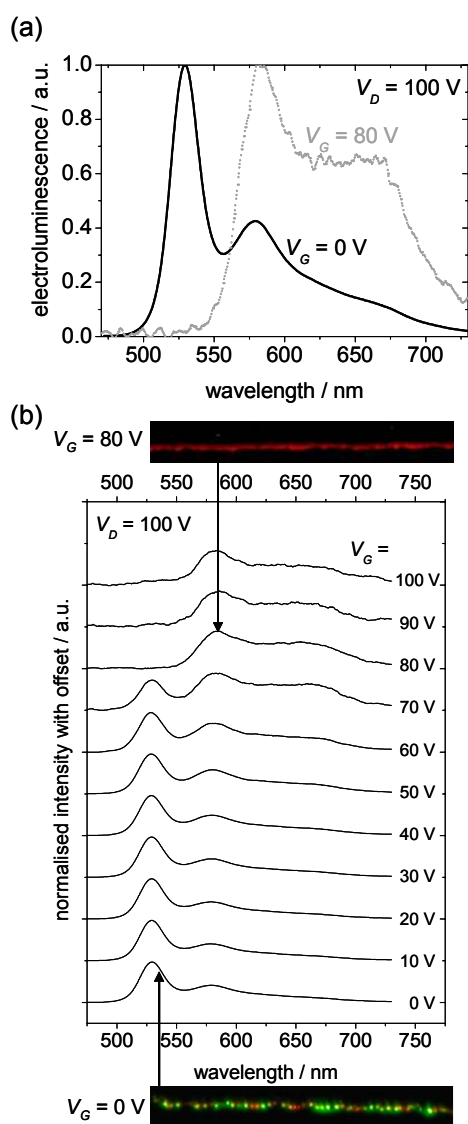 (a)
electroluminescence / a.u.
1.0
0.8
0.6
0.4
0.2
0.0
V_D = 100 V
V_G = 80 V
V_G = 0 V
500 550 600 650 700
wavelength / nm
(b)
V_G = 80 V
500 550 600 650 700 750
V_D = 100 V
V_G =
normalised intensity with offset / a.u.
100 V
90 V
80 V
70 V
60 V
50 V
40 V
30 V
20 V
10 V
0 V
500 550 600 650 700 750
wavelength / nm
V_G = 0 V